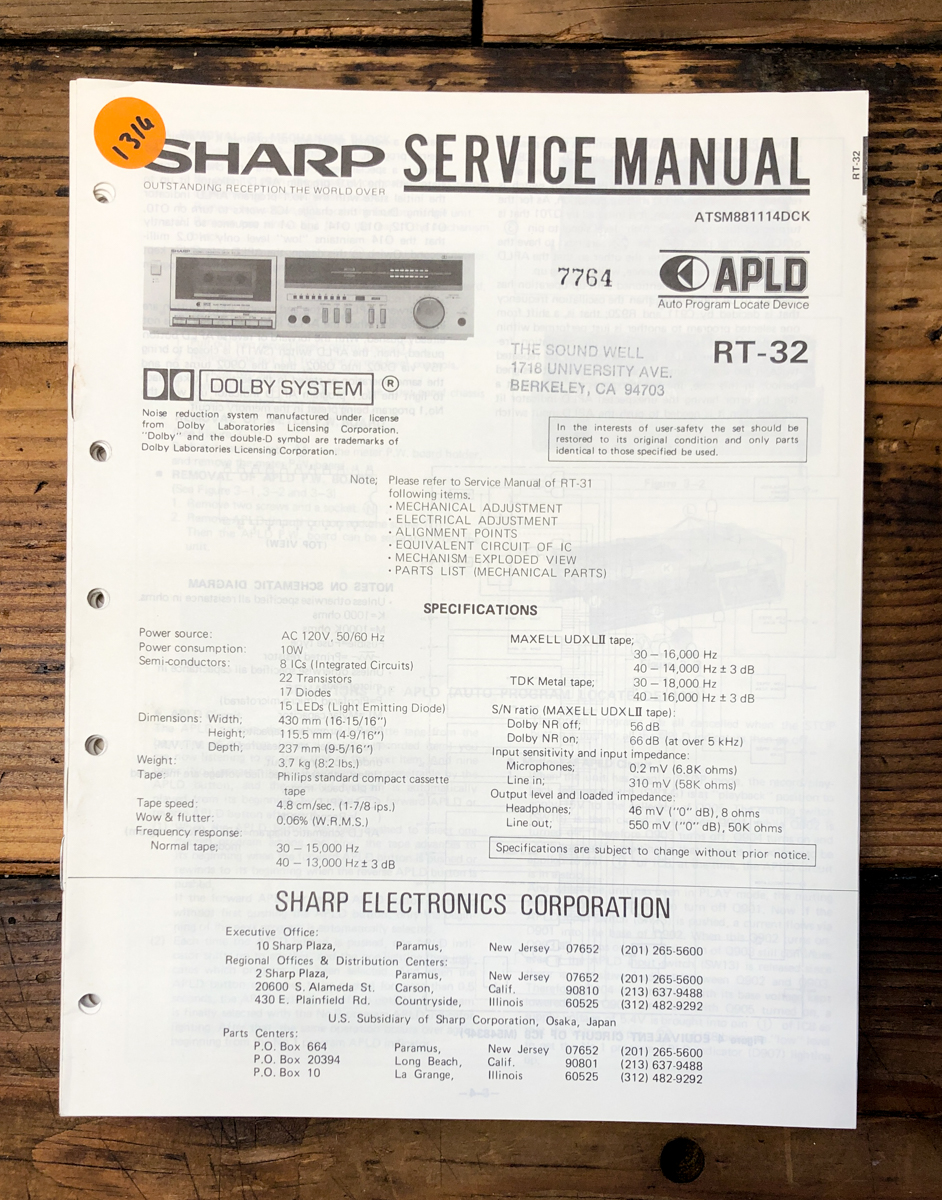 1316
SHARP SERVICE MANUAL
OUTSTANDING RECEPTION THE WORLD OVER
RT-32
ATSM881114DCK
SHARP
7764
APLD
Auto Program Locate Device
RT-32
THE SOUND WELL
1718 UNIVERSITY AVE.
BERKELEY, CA 94703
DOLBY SYSTEM ®
Noise reduction system manufactured under license
from Dolby Laboratories Licensing Corporation.
"Dolby" and the double-D symbol are trademarks of
Dolby Laboratories Licensing Corporation.
In the interests of user-safety the set should be
restored to its original condition and only parts
identical to those specified be used.
Note; Please refer to Service Manual of RT-31
following items.
· MECHANICAL ADJUSTMENT
· ELECTRICAL ADJUSTMENT
· ALIGNMENT POINTS
· EQUIVALENT CIRCUIT OF IC
· MECHANISM EXPLODED VIEW
· PARTS LIST (MECHANICAL PARTS)
SPECIFICATIONS
Power source: AC 120V, 50/60 Hz
Power consumption: 10W
Semi-conductors: 8 ICs (Integrated Circuits)
22 Transistors
17 Diodes
15 LEDs (Light Emitting Diode)
Dimensions: Width, 430 mm (16-15/16")
Height; 115.5 mm (4-9/16")
Depth; 237 mm (9-5/16")
Weight: 3.7 kg (8.2 lbs.)
Tape: Philips standard compact cassette
tape
Tape speed: 4.8 cm/sec. (1-7/8 ips.)
Wow & flutter: 0.06% (W.R.M.S.)
Frequency response:
Normal tape; 30 – 15,000 Hz
40 – 13,000 Hz ± 3 dB
MAXELL UDXLII tape;
30 – 16,000 Hz
40 – 14,000 Hz ± 3 dB
TDK Metal tape; 30 – 18,000 Hz
40 – 16,000 Hz ± 3 dB
S/N ratio (MAXELL UDXLII tape):
Dolby NR off; 56 dB
Dolby NR on; 66 dB (at over 5 kHz)
Input sensitivity and input impedance:
Microphones; 0.2 mV (6.8K ohms)
Line in; 310 mV (58K ohms)
Output level and loaded impedance:
Headphones; 46 mV ("0" dB), 8 ohms
Line out; 550 mV ("0" dB), 50K ohms
Specifications are subject to change without prior notice.
SHARP ELECTRONICS CORPORATION
Executive Office:
10 Sharp Plaza, Paramus, New Jersey 07652 (201) 265-5600
Regional Offices & Distribution Centers:
2 Sharp Plaza, Paramus, New Jersey 07652 (201) 265-5600
20600 S. Alameda St. Carson, Calif. 90810 (213) 637-9488
430 E. Plainfield Rd. Countryside, Illinois 60525 (312) 482-9292
U.S. Subsidiary of Sharp Corporation, Osaka, Japan
Parts Centers:
P.O. Box 664 Paramus, New Jersey 07652 (201) 265-5600
P.O. Box 20394 Long Beach, Calif. 90801 (213) 637-9488
P.O. Box 10 La Grange, Illinois 60525 (312) 482-9292